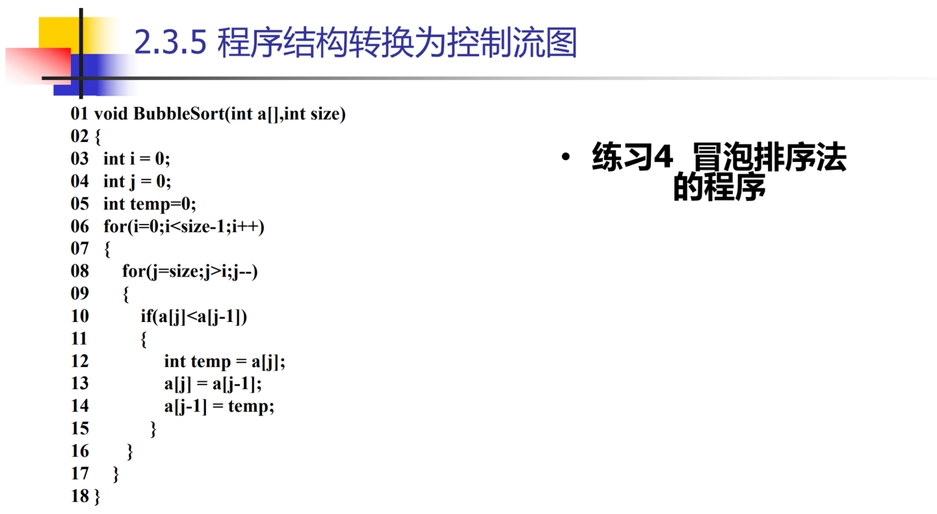 2.3.5 程序结构转换为控制流图
01 void BubbleSort(int a[],int size)
02 {
03 int i = 0;
04 int j = 0;
05 int temp=0;
06 for(i=0;i<size-1;i++)
07 {
08 for(j=size;j>i;j--)
09 {
10 if(a[j]<a[j-1])
11 {
12 int temp = a[j];
13 a[j] = a[j-1];
14 a[j-1] = temp;
15 }
16 }
17 }
18 }
• 练习4 冒泡排序法
的程序